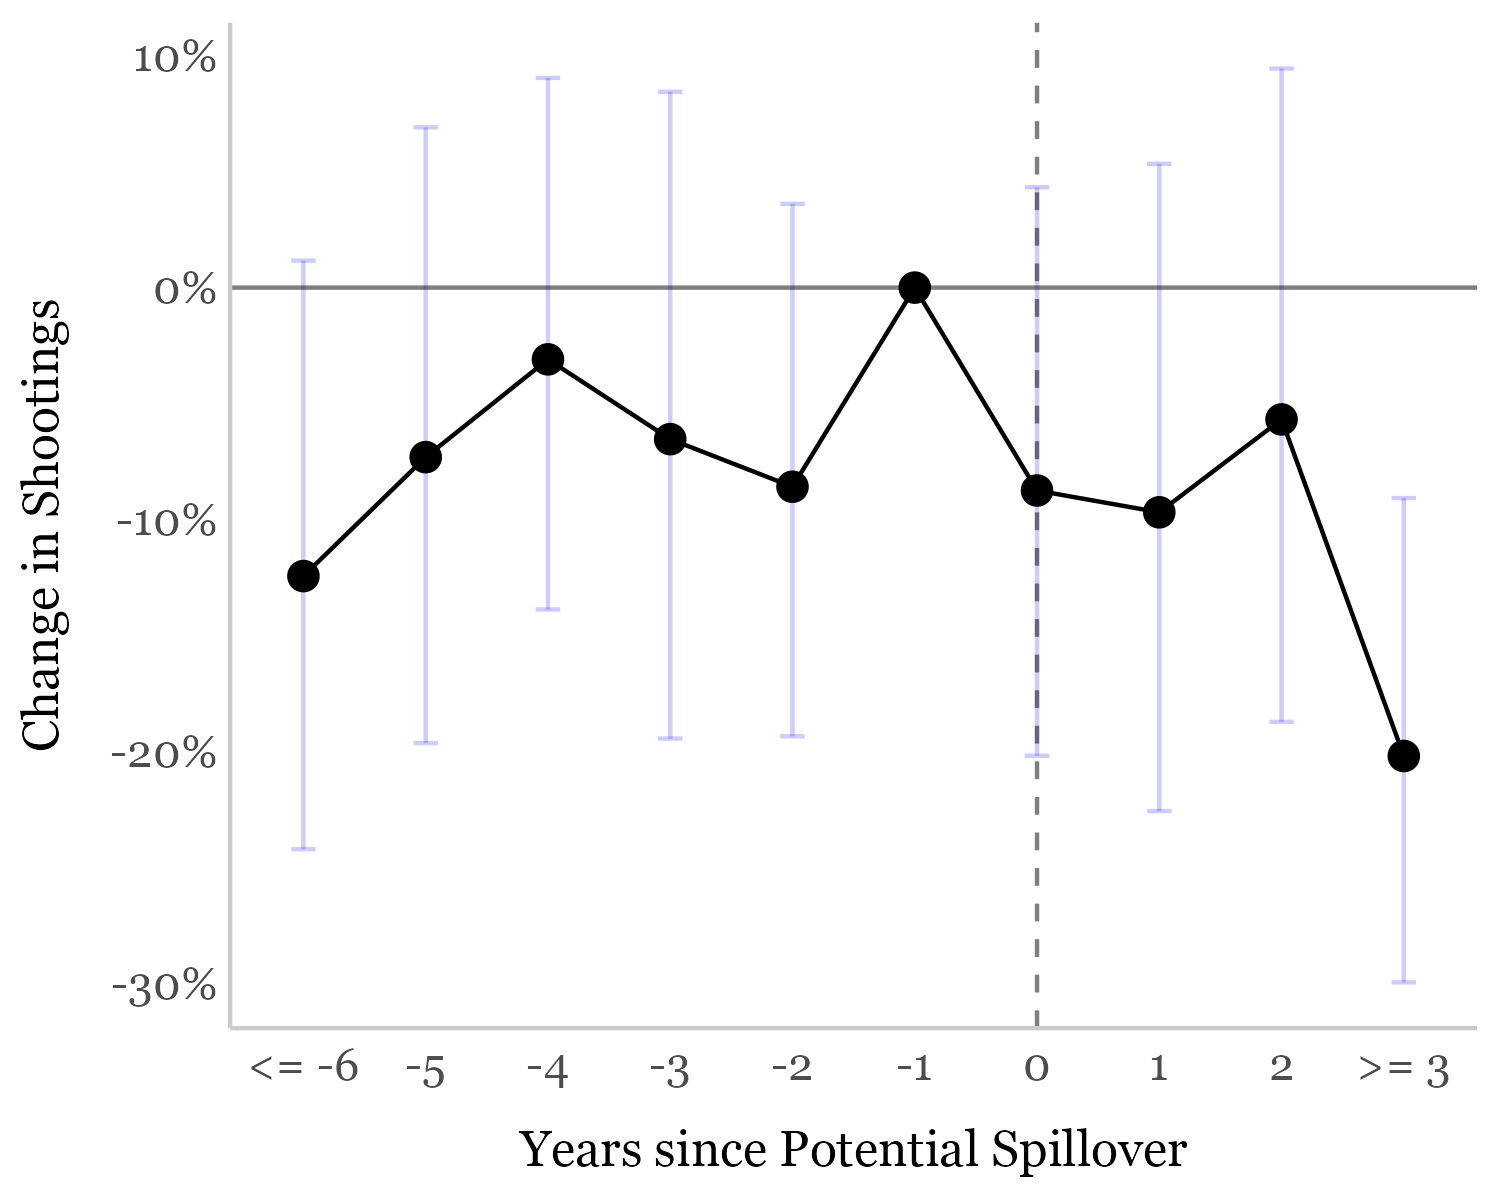 Change in Shootings
10%
0%
-10%
-20%
-30%
<= -6 -5 -4 -3 -2 -1 0 1 2 >= 3
Years since Potential Spillover